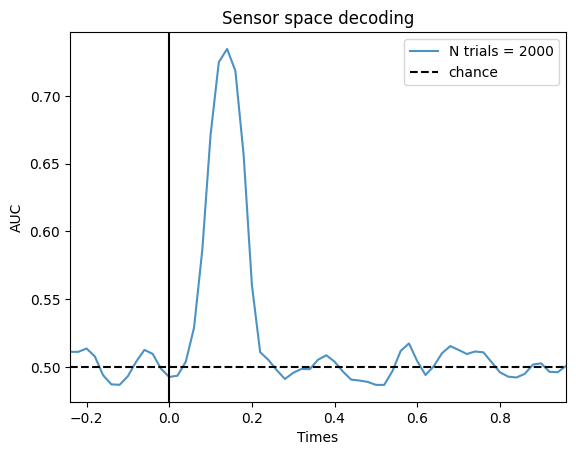 Sensor space decoding
N trials = 2000
chance
AUC
0.70
0.65
0.60
0.55
0.50
−0.2 0.0 0.2 0.4 0.6 0.8
Times